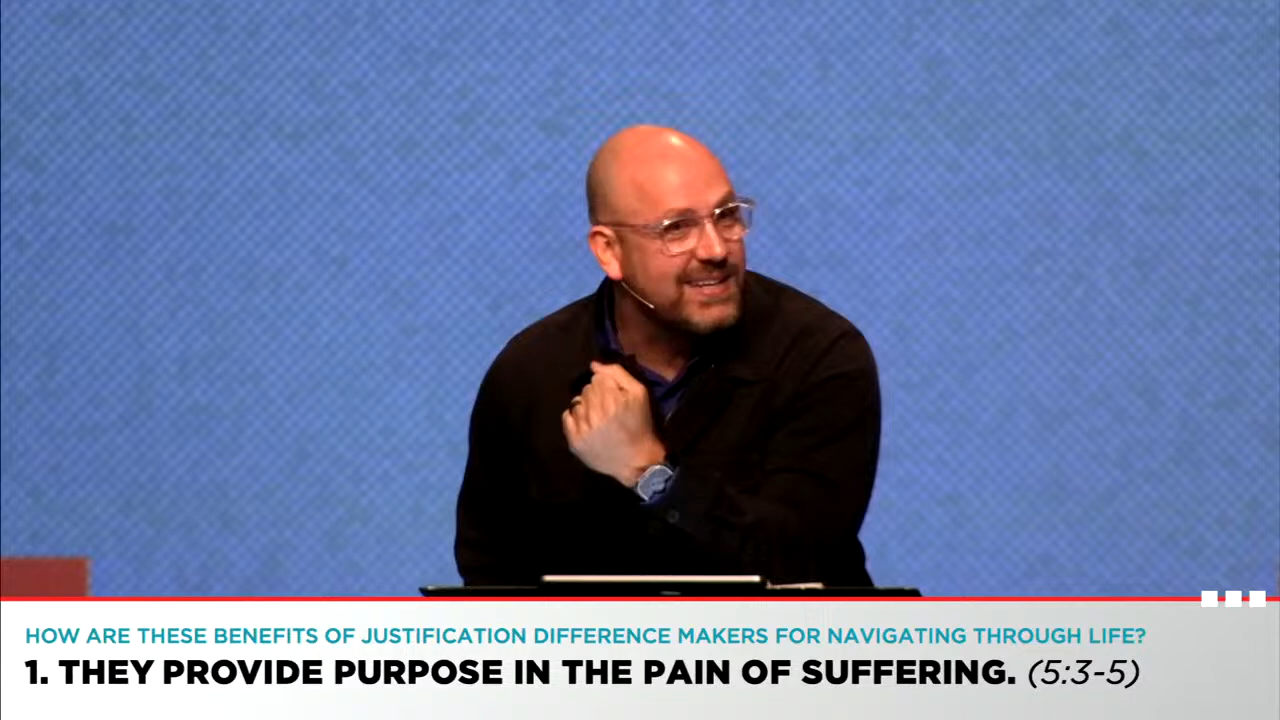 HOW ARE THESE BENEFITS OF JUSTIFICATION DIFFERENCE MAKERS FOR NAVIGATING THROUGH LIFE?
1. THEY PROVIDE PURPOSE IN THE PAIN OF SUFFERING. (5:3-5)